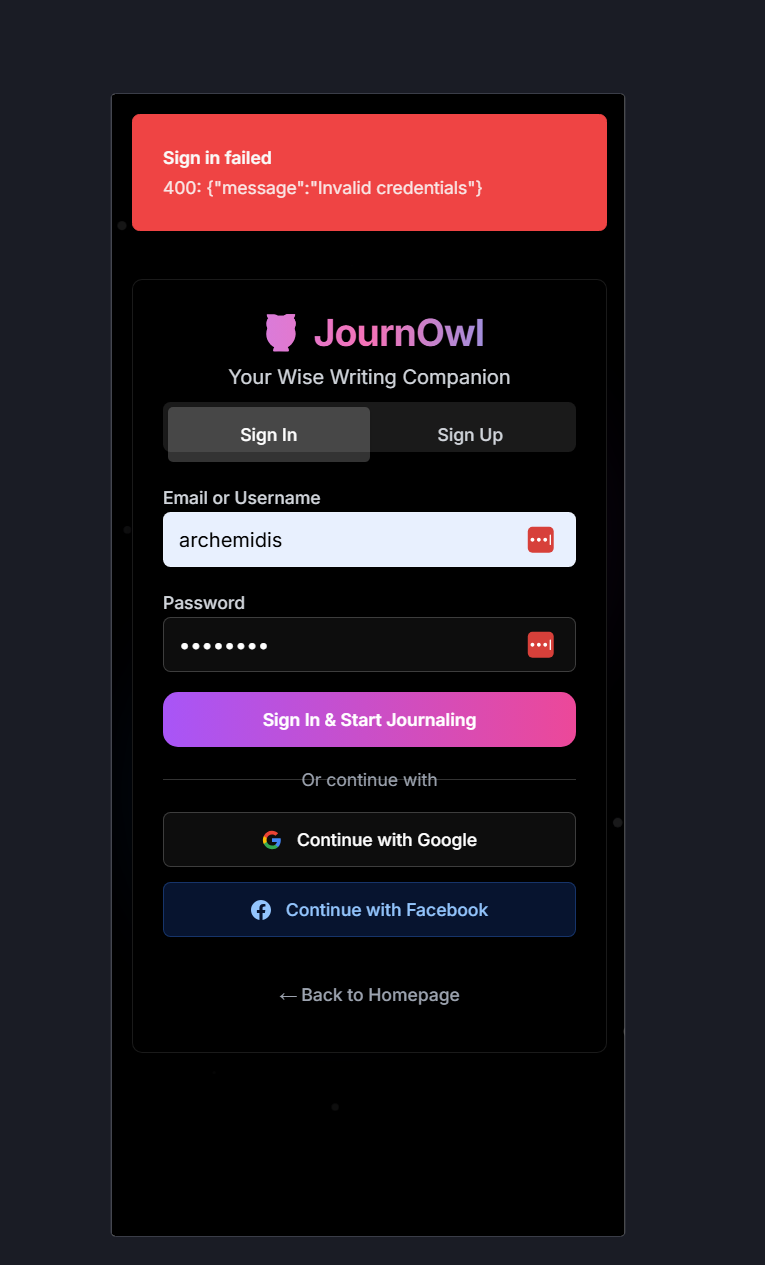 Sign in failed
400: {"message":"Invalid credentials"}
JournOwl
Your Wise Writing Companion
Sign In Sign Up
Email or Username
archemidis
Password
Sign In & Start Journaling
Or continue with
Continue with Google
Continue with Facebook
← Back to Homepage